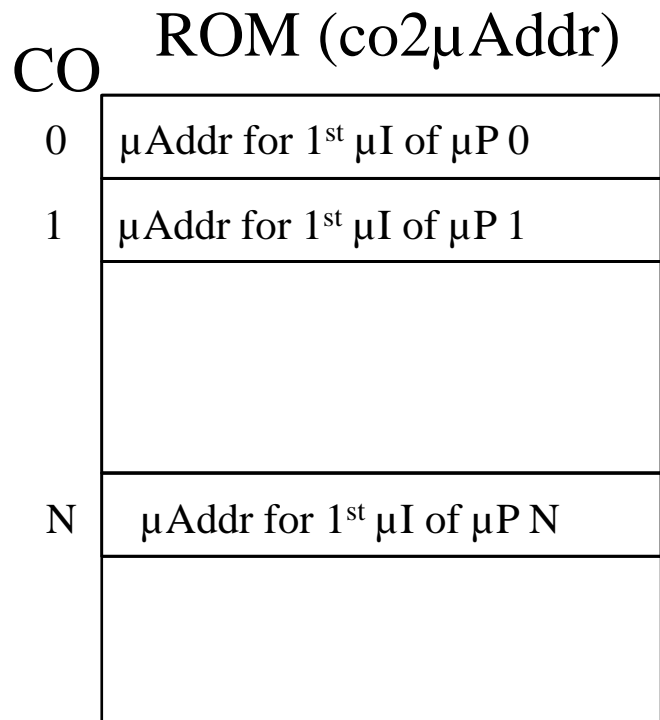 ROM (co2µAddr)
CO
0 µAddr for 1st µI of µP 0
1 µAddr for 1st µI of µP 1
N µAddr for 1st µI of µP N